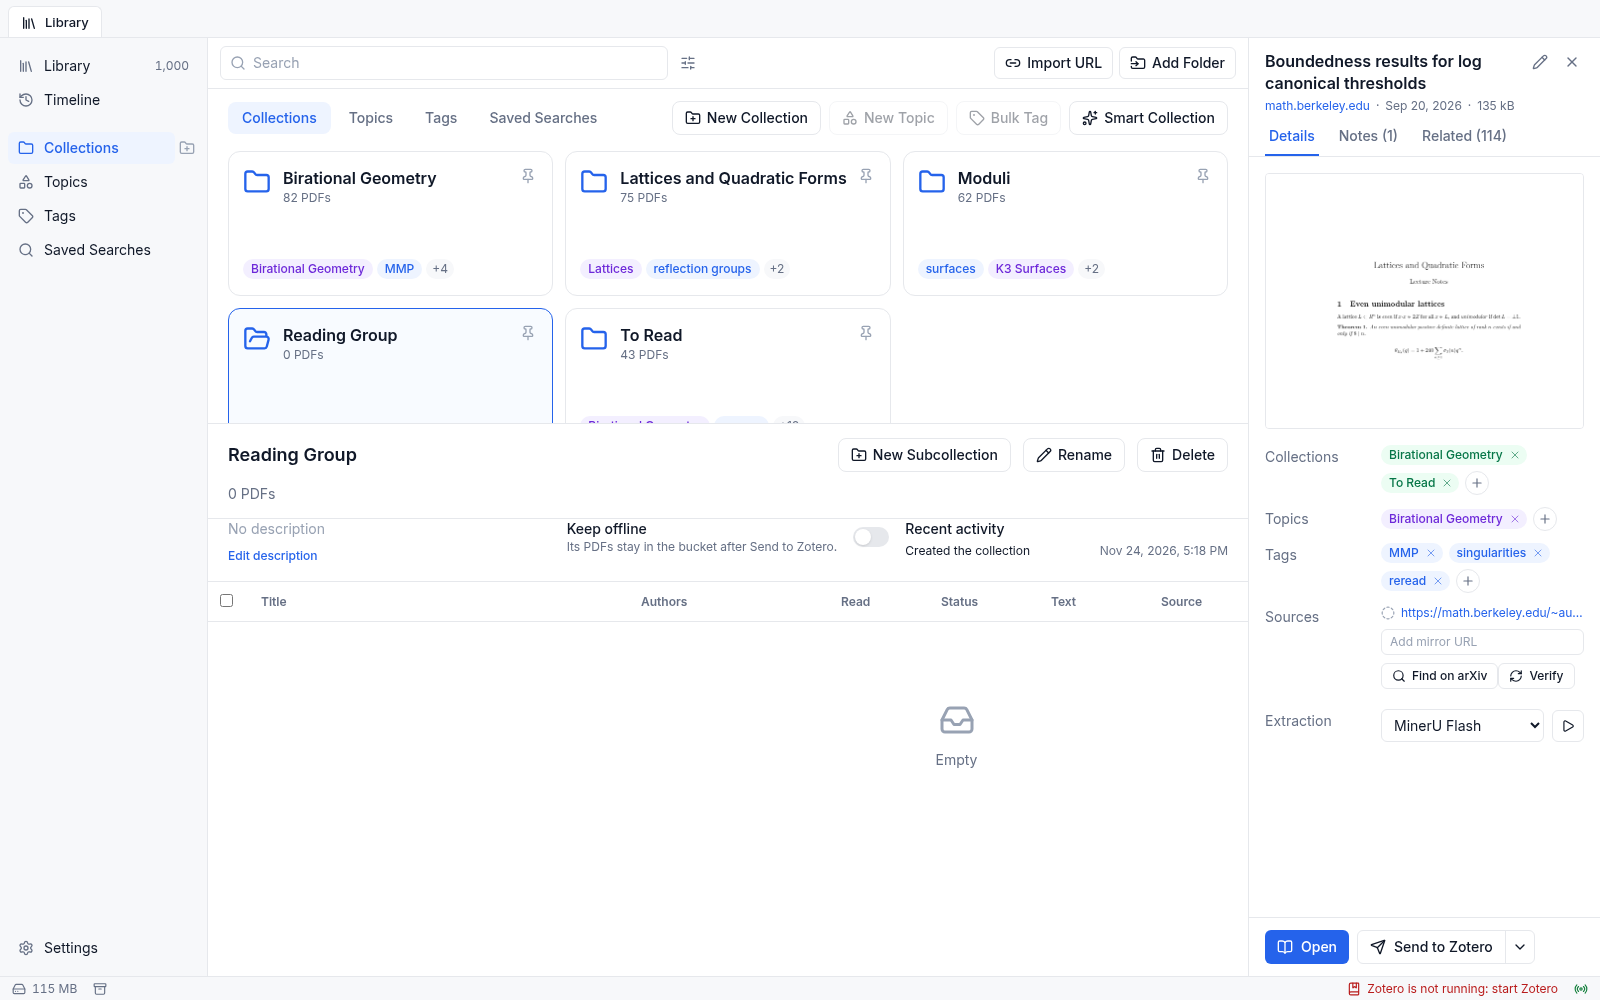 Library
Library 1,000
Timeline
Collections
Topics
Tags
Saved Searches
Settings
Search
Import URL
Add Folder
Collections Topics Tags Saved Searches
New Collection
New Topic
Bulk Tag
Smart Collection
Birational Geometry
82 PDFs
Birational Geometry MMP +4
Lattices and Quadratic Forms
75 PDFs
Lattices reflection groups +2
Moduli
62 PDFs
surfaces K3 Surfaces +2
Reading Group
0 PDFs
To Read
43 PDFs
Reading Group
New Subcollection
Rename
Delete
0 PDFs
No description
Edit description
Keep offline
Its PDFs stay in the bucket after Send to Zotero.
Recent activity
Created the collection Nov 24, 2026, 5:18 PM
Title Authors Read Status Text Source
Empty
Boundedness results for log
canonical thresholds
math.berkeley.edu · Sep 20, 2026 · 135 kB
Details Notes (1) Related (114)
Lattices and Quadratic Forms
Lecture Notes
1 Even unimodular lattices
Collections Birational Geometry
To Read
Topics Birational Geometry
Tags MMP singularities
reread
Sources https://math.berkeley.edu/~au...
Add mirror URL
Find on arXiv Verify
Extraction MinerU Flash
Open Send to Zotero
115 MB
Zotero is not running: start Zotero